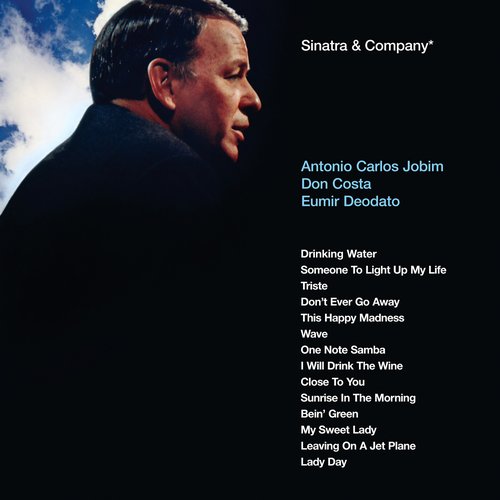 Sinatra & Company*
Antonio Carlos Jobim
Don Costa
Eumir Deodato
Drinking Water
Someone To Light Up My Life
Triste
Don't Ever Go Away
This Happy Madness
Wave
One Note Samba
I Will Drink The Wine
Close To You
Sunrise In The Morning
Bein' Green
My Sweet Lady
Leaving On A Jet Plane
Lady Day